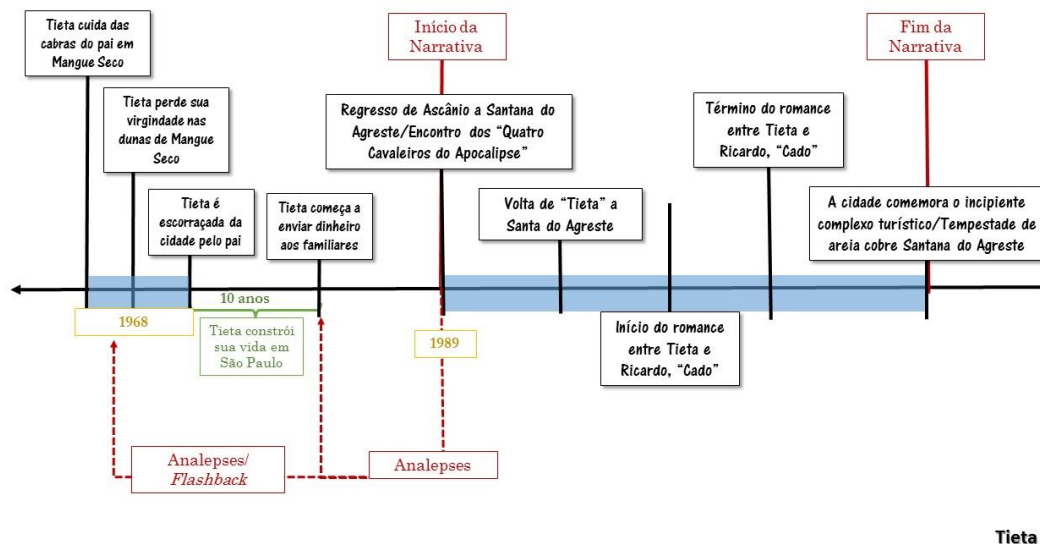 Tieta cuida das
cabras do pai em
Mangue Seco
Início da
Narrativa
Fim da
Narrativa
Tieta perde sua
virgindade nas
dunas de Mangue
Seco
Regresso de Ascânio a Santana do
Agreste/Encontro dos “Quatro
Cavaleiros do Apocalipse”
Término do romance
entre Tieta e
Ricardo, “Cado”
Tieta é
escorraçada da
cidade pelo pai
Tieta começa a
enviar dinheiro
aos familiares
Volta de “Tieta” a
Santa do Agreste
A cidade comemora o incipiente
complexo turístico/Tempestade de
areia cobre Santana do Agreste
10 anos
1968
Tieta constrói
sua vida em
São Paulo
1989
Início do romance
entre Tieta e
Ricardo, “Cado”
Analepses/
Flashback
Analepses
Tieta